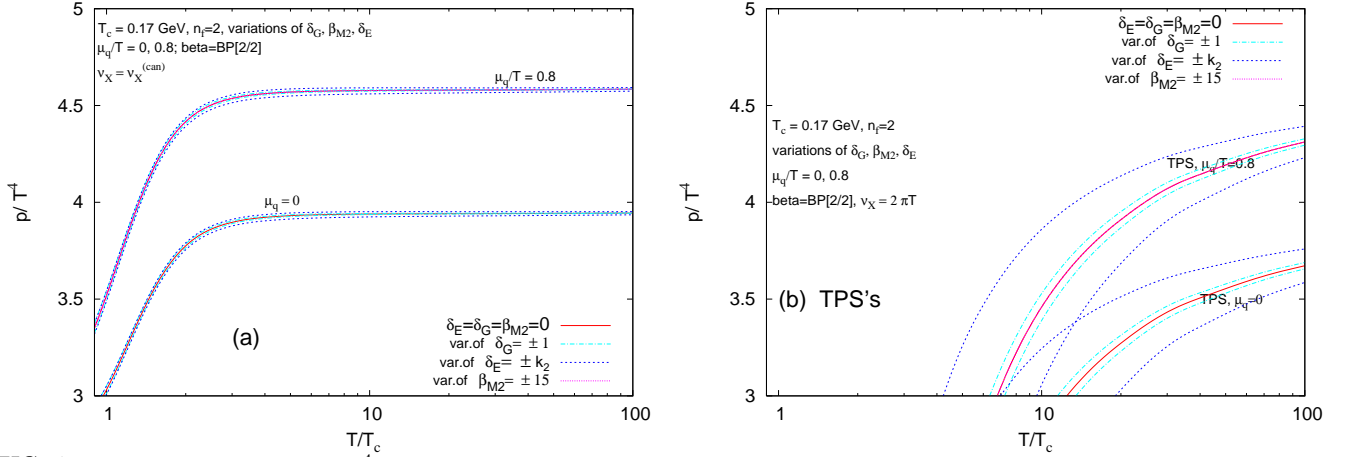 5
4.5
4
3.5
3
1
10
100
p/ T^4
T/T_c
T_c = 0.17 GeV, n_f=2, variations of δ_G, β_M2, δ_E
μ_q/T = 0, 0.8; beta=BP[2/2]
ν_X = ν_X^(can)
μ_q/T = 0.8
μ_q = 0
(a)
δ_E=δ_G=β_M2=0
var.of δ_G= ± 1
var.of δ_E= ± k_2
var.of β_M2= ± 15
5
4.5
4
3.5
3
1
10
100
p/ T^4
T/T_c
δ_E=δ_G=β_M2=0
var.of δ_G= ± 1
var.of δ_E= ± k_2
var.of β_M2= ± 15
T_c = 0.17 GeV, n_f=2
variations of δ_G, β_M2, δ_E
μ_q/T = 0, 0.8
beta=BP[2/2], ν_X = 2 πT
TPS, μ_q/T=0.8
TPS, μ_q=0
(b) TPS's